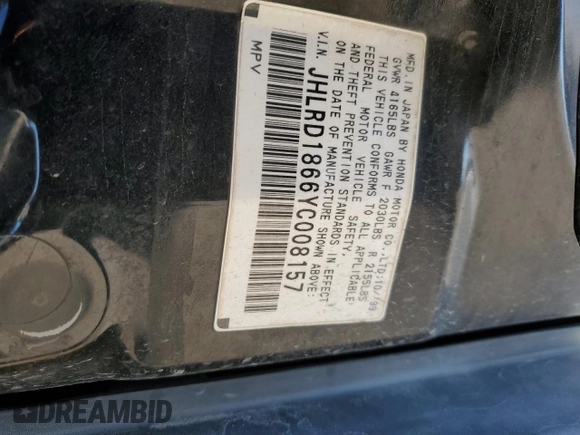 MFD. IN JAPAN BY HONDA MOTOR CO., LTD.10/'99
GVWR 4165LBS GAWR F 2030LBS R 2155LBS
THIS VEHICLE CONFORMS TO ALL APPLICABLE
FEDERAL MOTOR VEHICLE SAFETY,
AND THEFT PREVENTION STANDARDS IN EFFECT
ON THE DATE OF MANUFACTURE SHOWN ABOVE.
V.I.N. JHLRD1866YC008157
MPV
DREAMBID